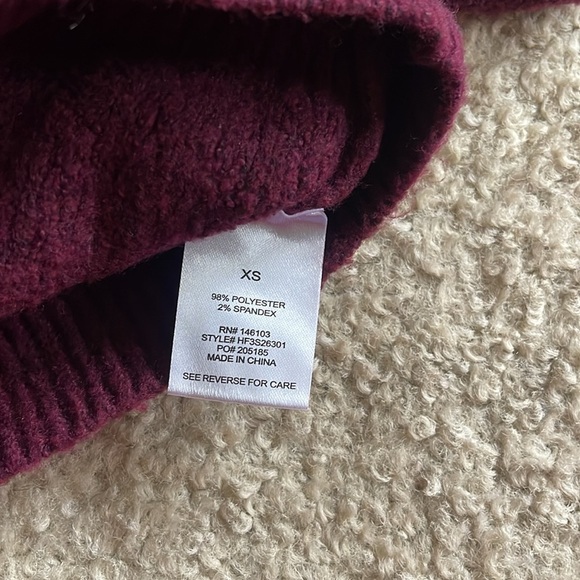 XS
98% POLYESTER
2% SPANDEX
RN# 146103
STYLE# HF3S26301
PO# 205185
MADE IN CHINA
SEE REVERSE FOR CARE